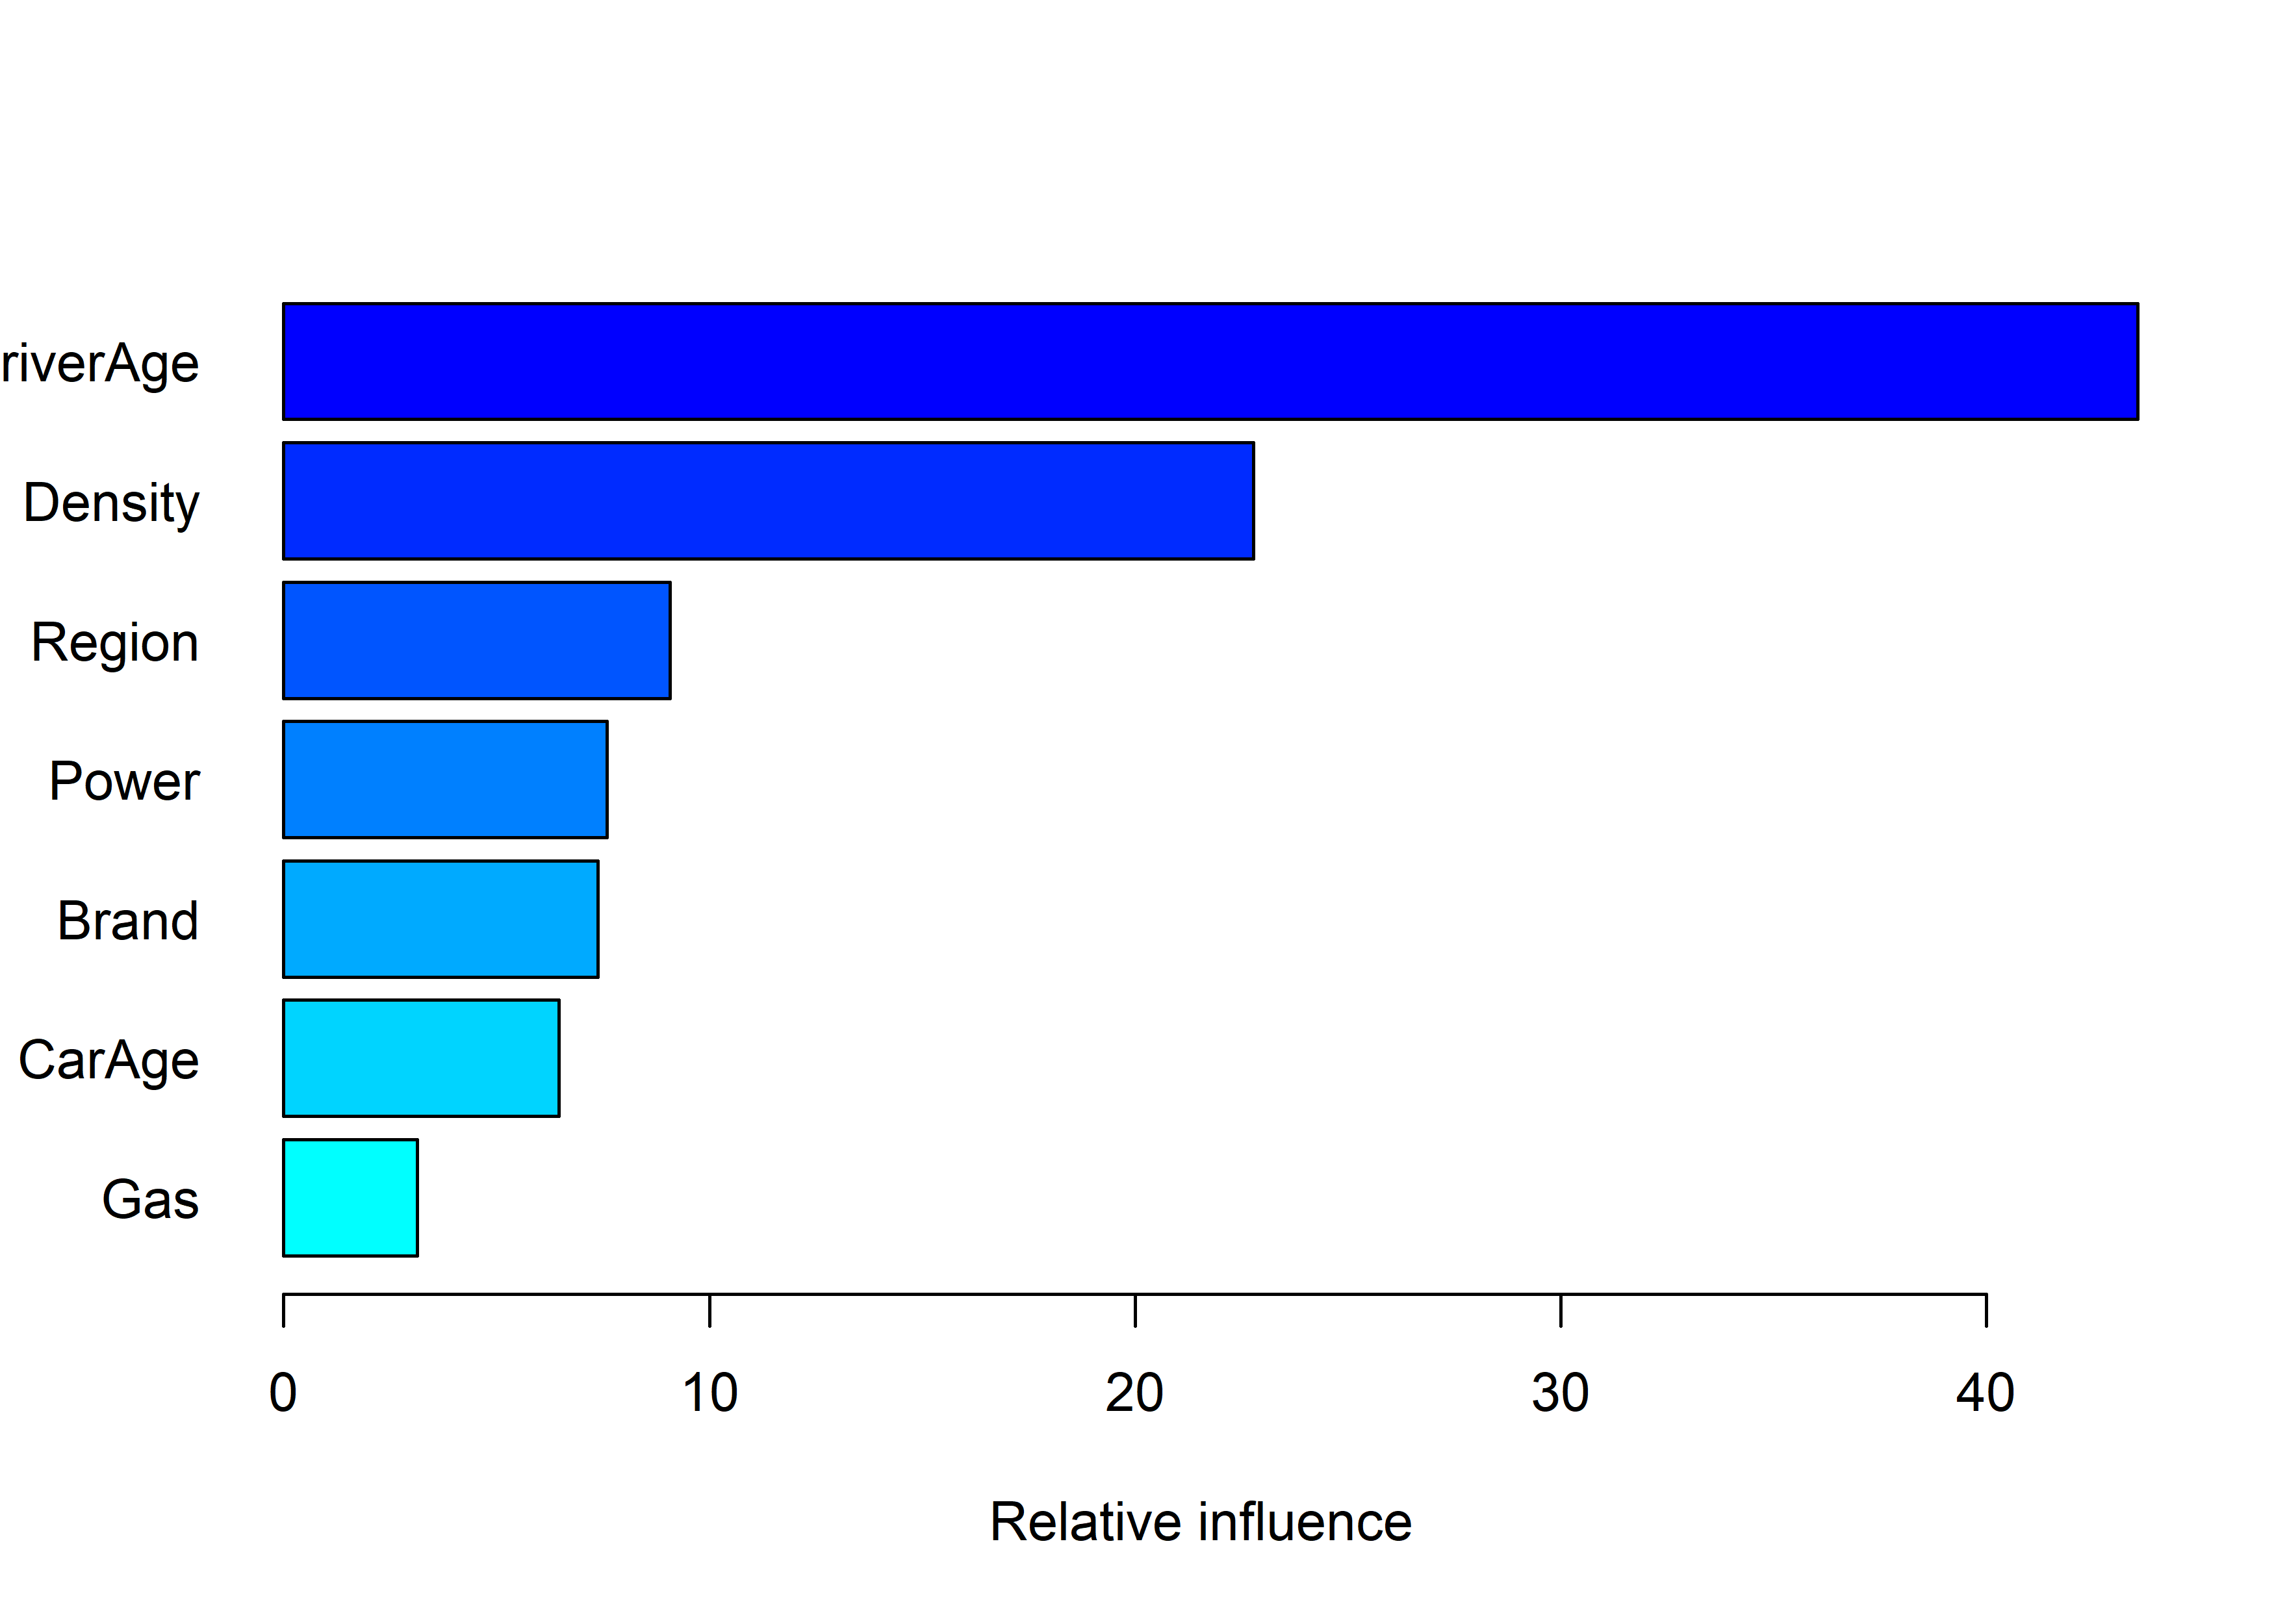 riverAge
Density
Region
Power
Brand
CarAge
Gas
0 10 20 30 40
Relative influence